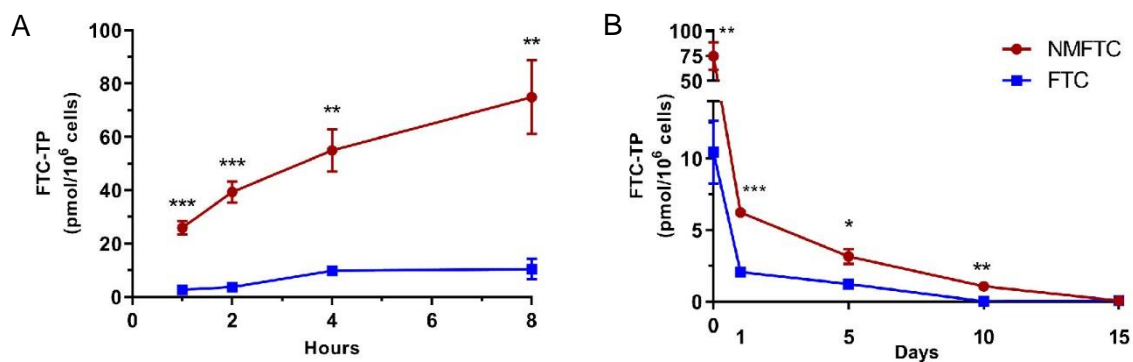 A
FTC-TP
(pmol/10⁶ cells)
100
80
60
40
20
0
***
***
**
**
0 2 4 6 8
Hours
B
FTC-TP
(pmol/10⁶ cells)
100
75
50
10
5
0
**
***
*
**
0 1 5 10 15
Days
NMFTC
FTC